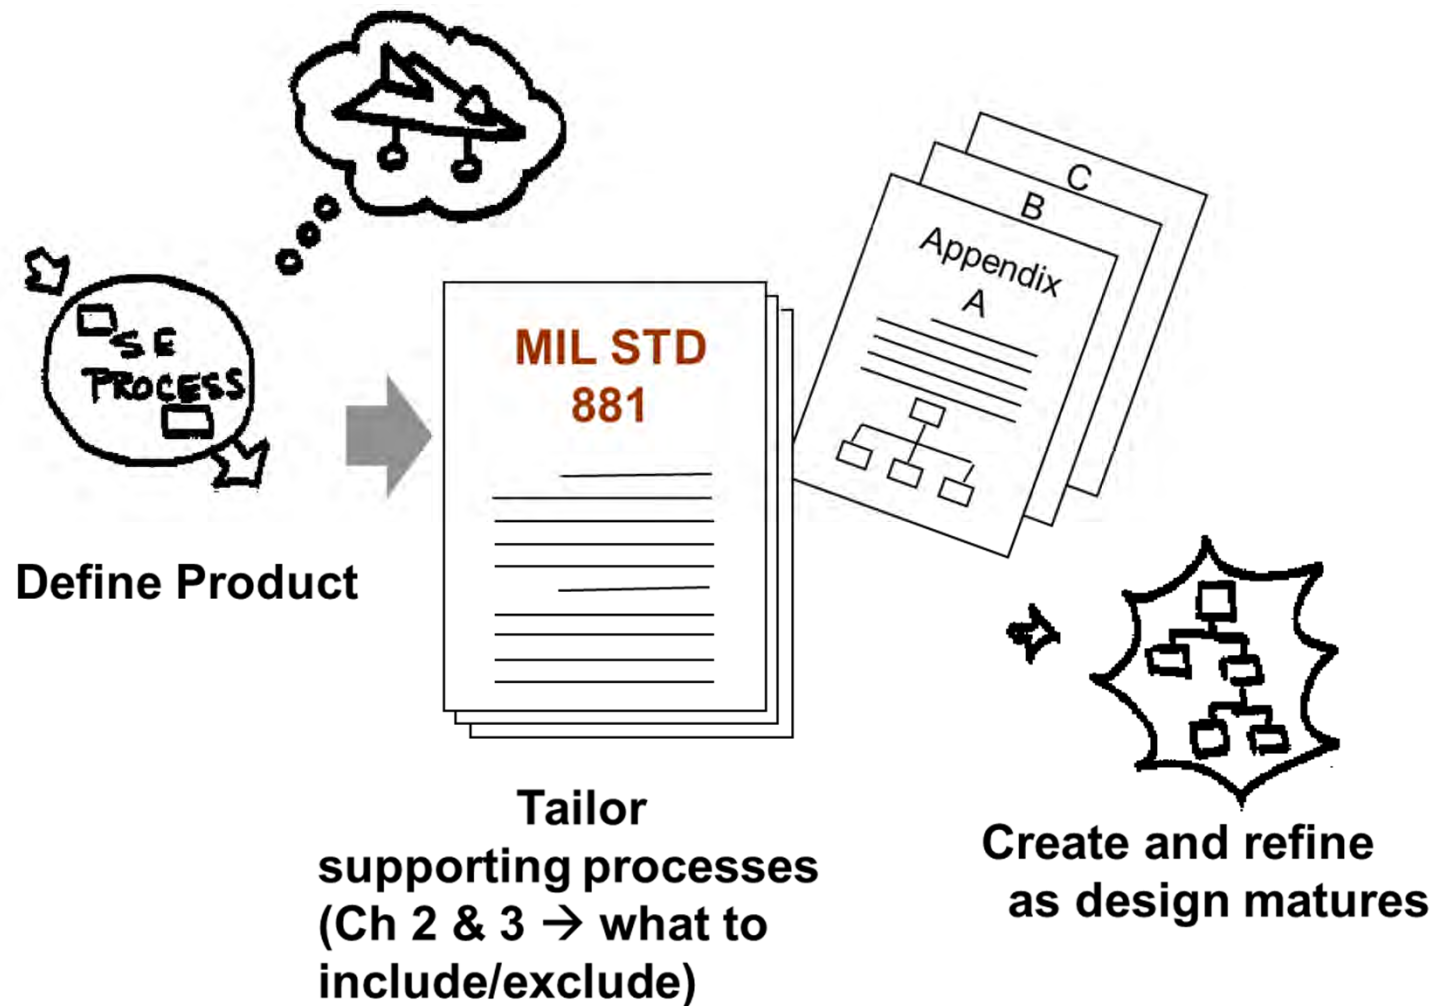 SE
PROCESS
Define Product
MIL STD
881
C
B
Appendix
A
Tailor
supporting processes
(Ch 2 & 3 → what to
include/exclude)
Create and refine
as design matures